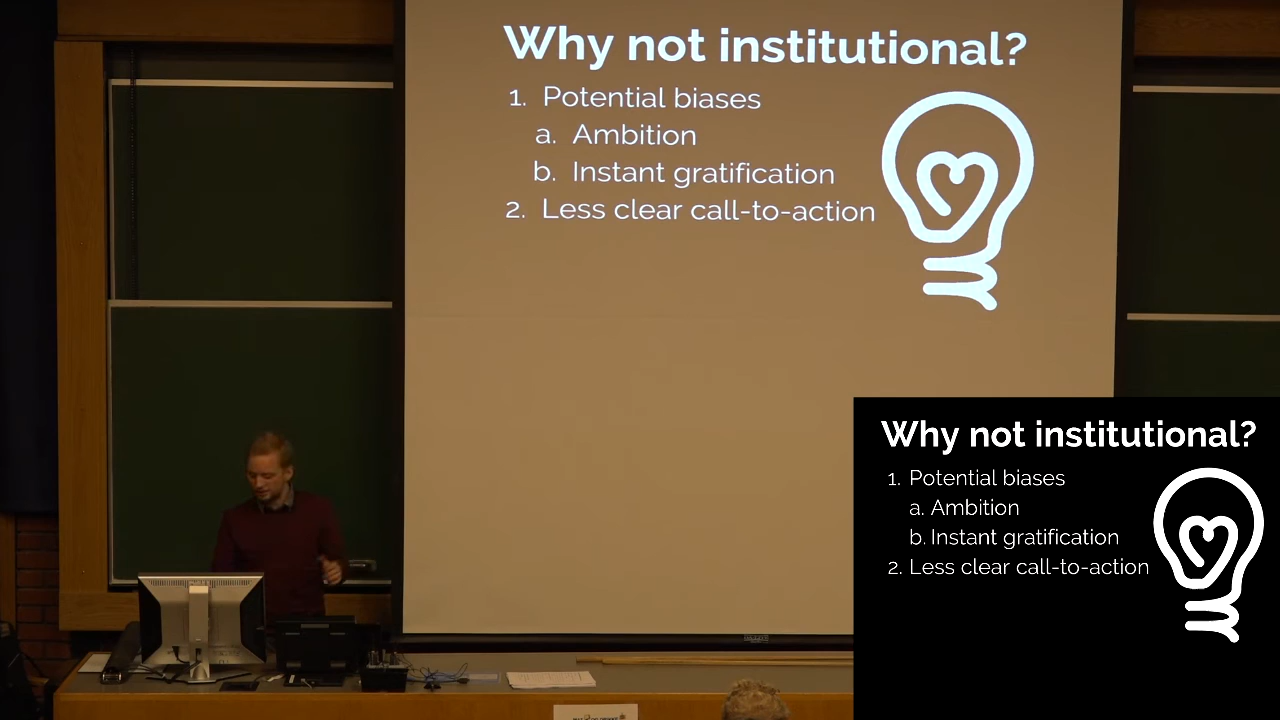 Why not institutional?
1. Potential biases
a. Ambition
b. Instant gratification
2. Less clear call-to-action
Why not institutional?
1. Potential biases
a. Ambition
b. Instant gratification
2. Less clear call-to-action